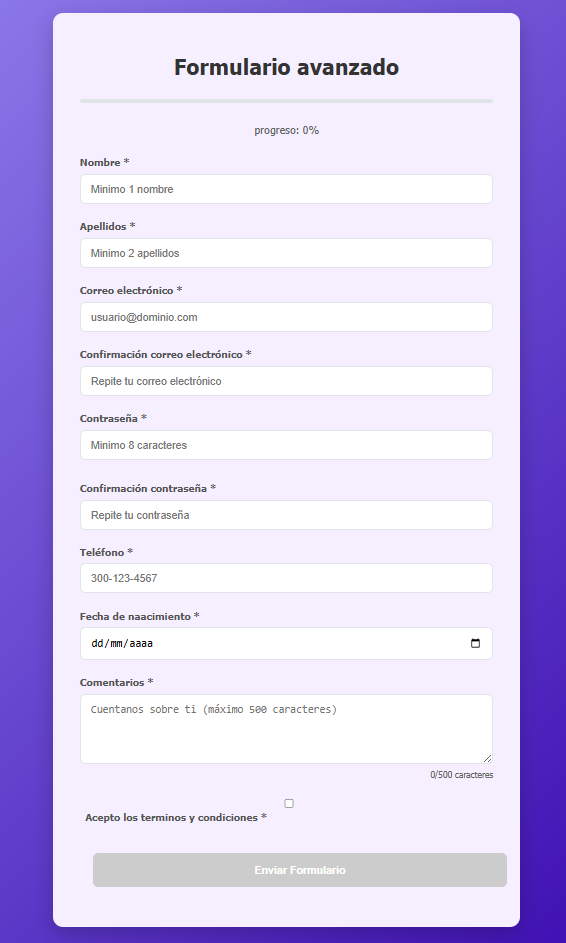 Formulario avanzado
progreso: 0%
Nombre *
Minimo 1 nombre
Apellidos *
Minimo 2 apellidos
Correo electrónico *
usuario@dominio.com
Confirmación correo electrónico *
Repite tu correo electrónico
Contraseña *
Minimo 8 caracteres
Confirmación contraseña *
Repite tu contraseña
Teléfono *
300-123-4567
Fecha de naacimiento *
dd/mm/aaaa
Comentarios *
Cuentanos sobre ti (máximo 500 caracteres)
0/500 caracteres
Acepto los terminos y condiciones *
Enviar Formulario